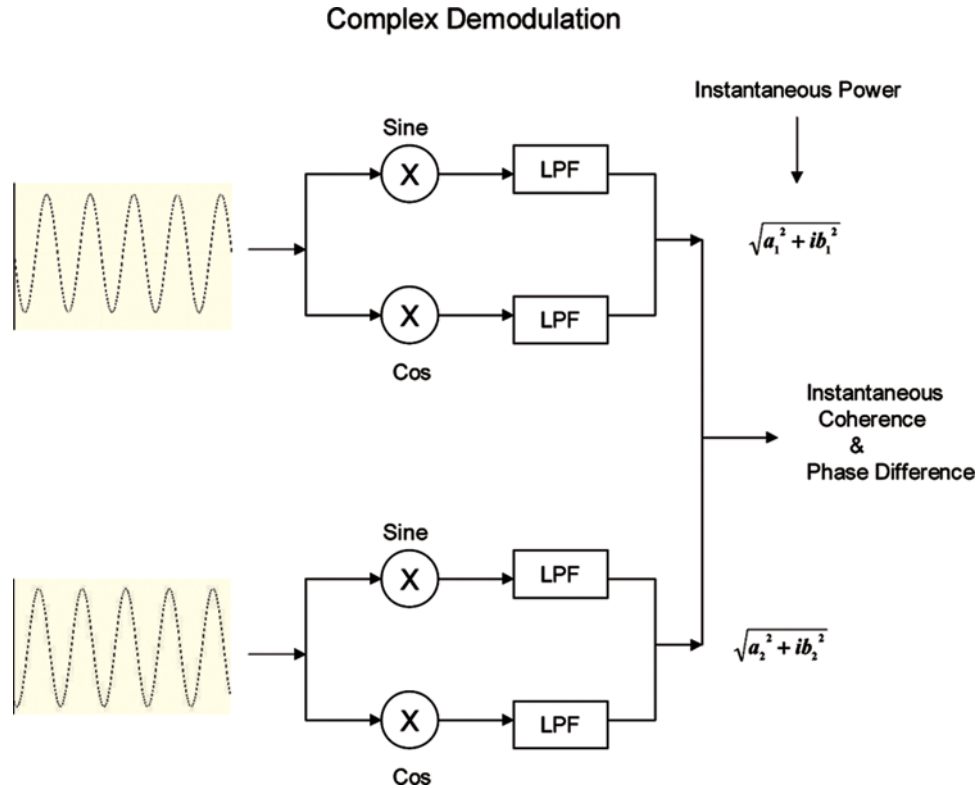 Complex Demodulation
Instantaneous Power
Sine
X
LPF
√a₁² + ib₁²
X
LPF
Cos
Instantaneous
Coherence
&
Phase Difference
Sine
X
LPF
√a₂² + ib₂²
X
LPF
Cos